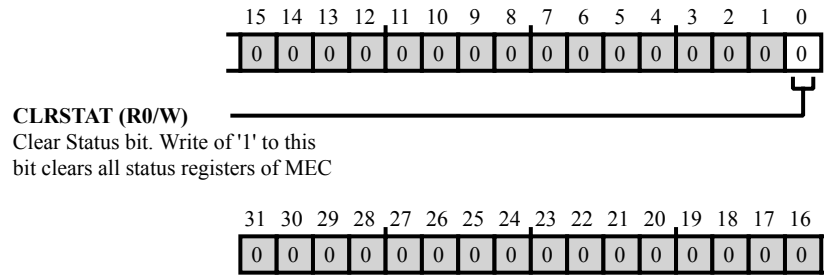 15 14 13 12 11 10 9 8 7 6 5 4 3 2 1 0
0 0 0 0 0 0 0 0 0 0 0 0 0 0 0 0
CLRSTAT (R0/W)
Clear Status bit. Write of '1' to this
bit clears all status registers of MEC
31 30 29 28 27 26 25 24 23 22 21 20 19 18 17 16
0 0 0 0 0 0 0 0 0 0 0 0 0 0 0 0